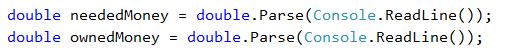 double neededMoney = double.Parse(Console.ReadLine());
double ownedMoney = double.Parse(Console.ReadLine());